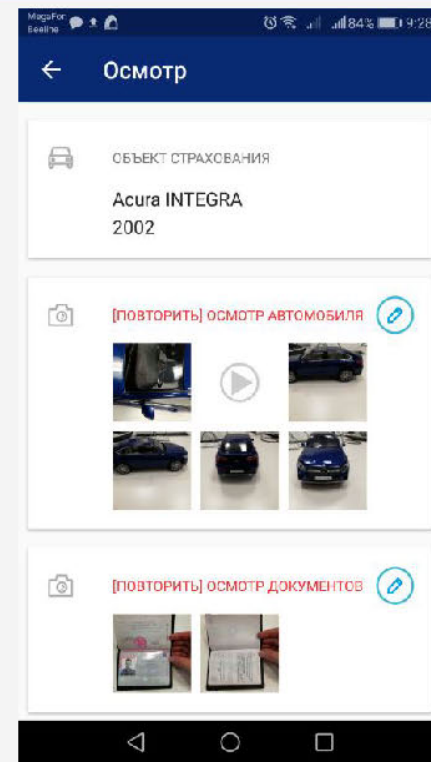 MegaFon
Beeline 84% 9:28
Осмотр
ОБЪЕКТ СТРАХОВАНИЯ
Acura INTEGRA
2002
[ПОВТОРИТЬ] ОСМОТР АВТОМОБИЛЯ
[ПОВТОРИТЬ] ОСМОТР ДОКУМЕНТОВ